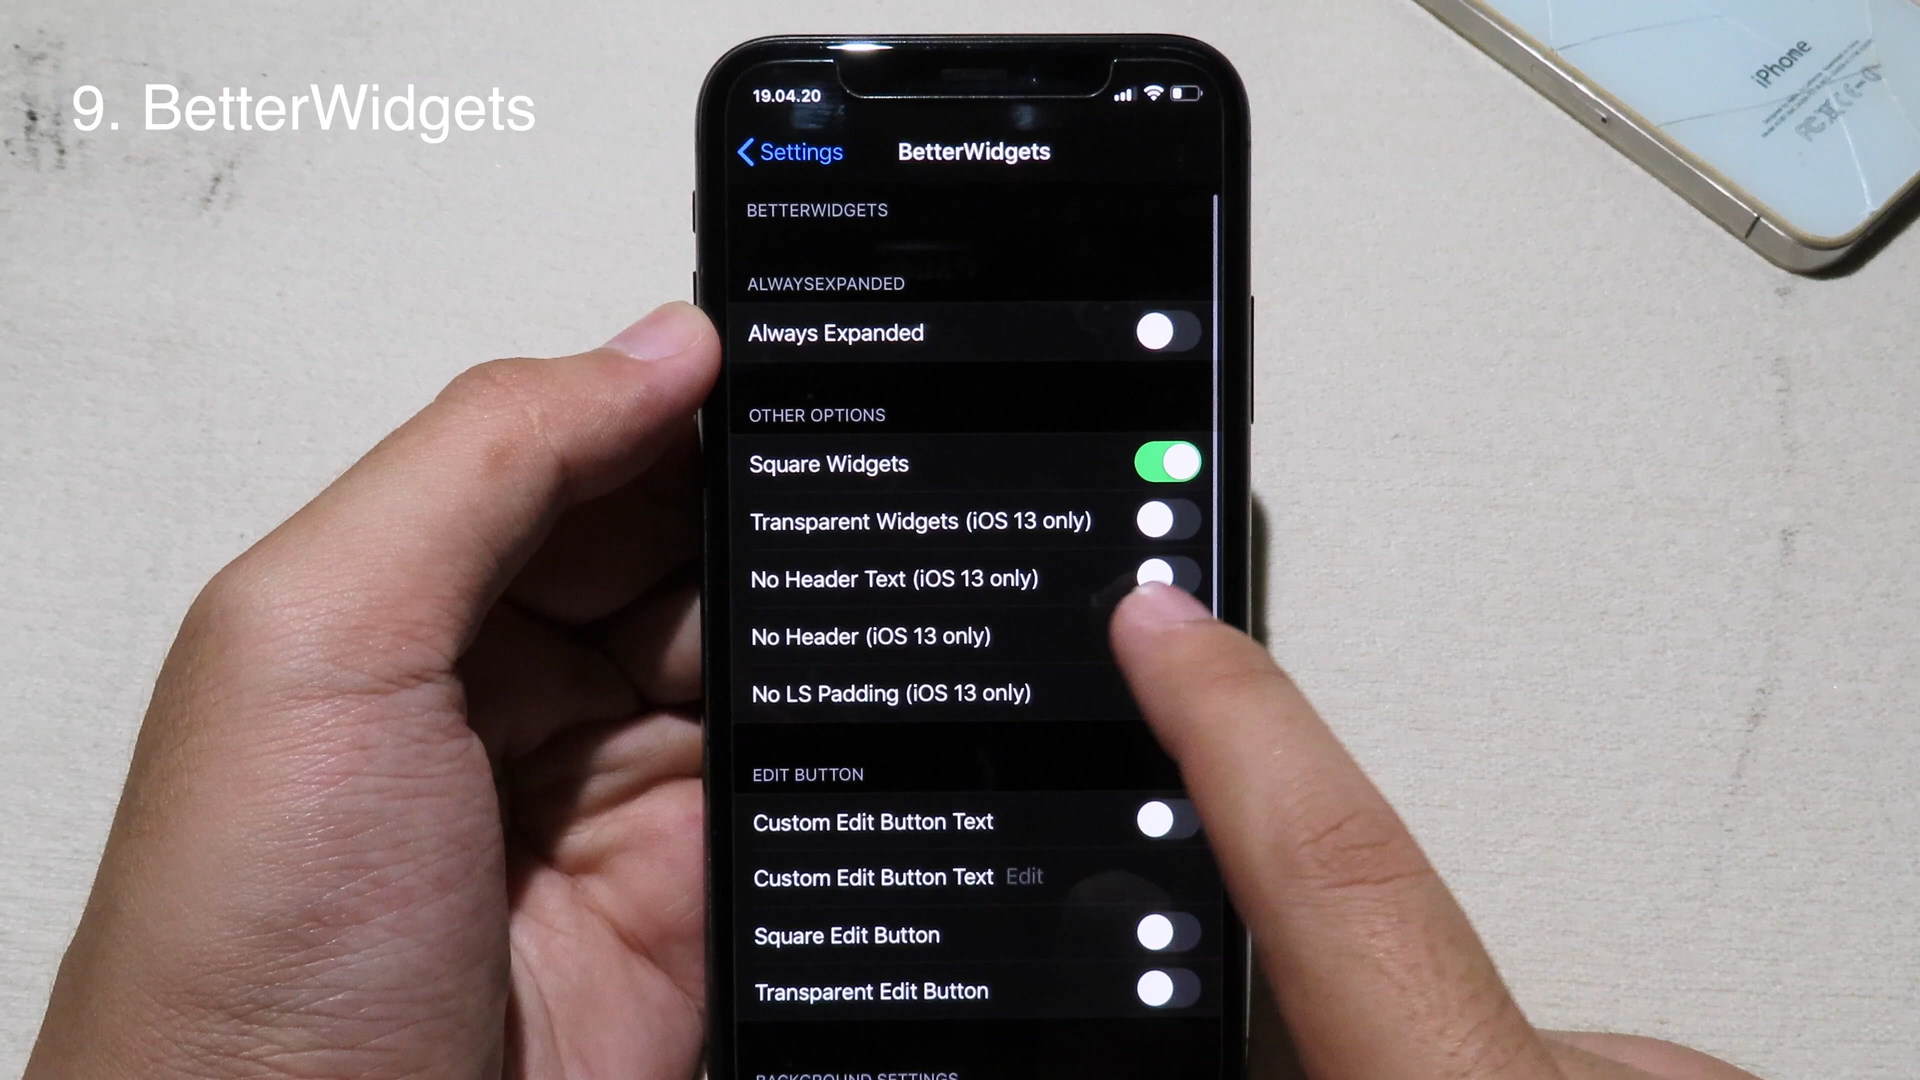 9. BetterWidgets
iPhone
19.04.20
Settings
BetterWidgets
BETTERWIDGETS
ALWAYSEXPANDED
Always Expanded
OTHER OPTIONS
Square Widgets
Transparent Widgets (iOS 13 only)
No Header Text (iOS 13 only)
No Header (iOS 13 only)
No LS Padding (iOS 13 only)
EDIT BUTTON
Custom Edit Button Text
Custom Edit Button Text Edit
Square Edit Button
Transparent Edit Button
BACKGROUND SETTINGS